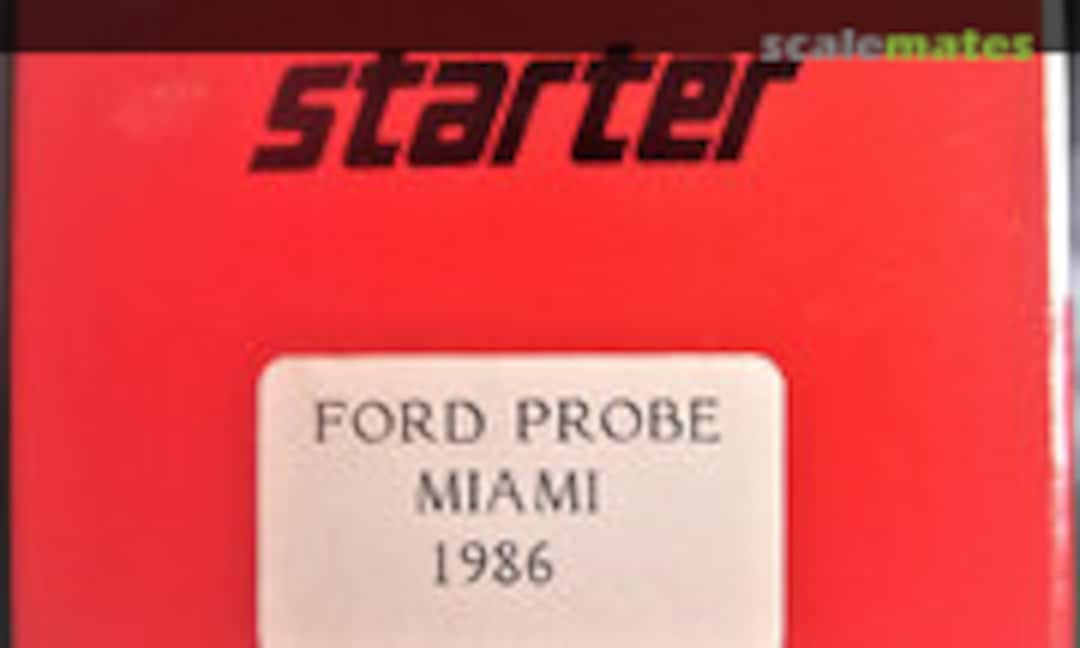 scalemates
starter
FORD PROBE
MIAMI
1986